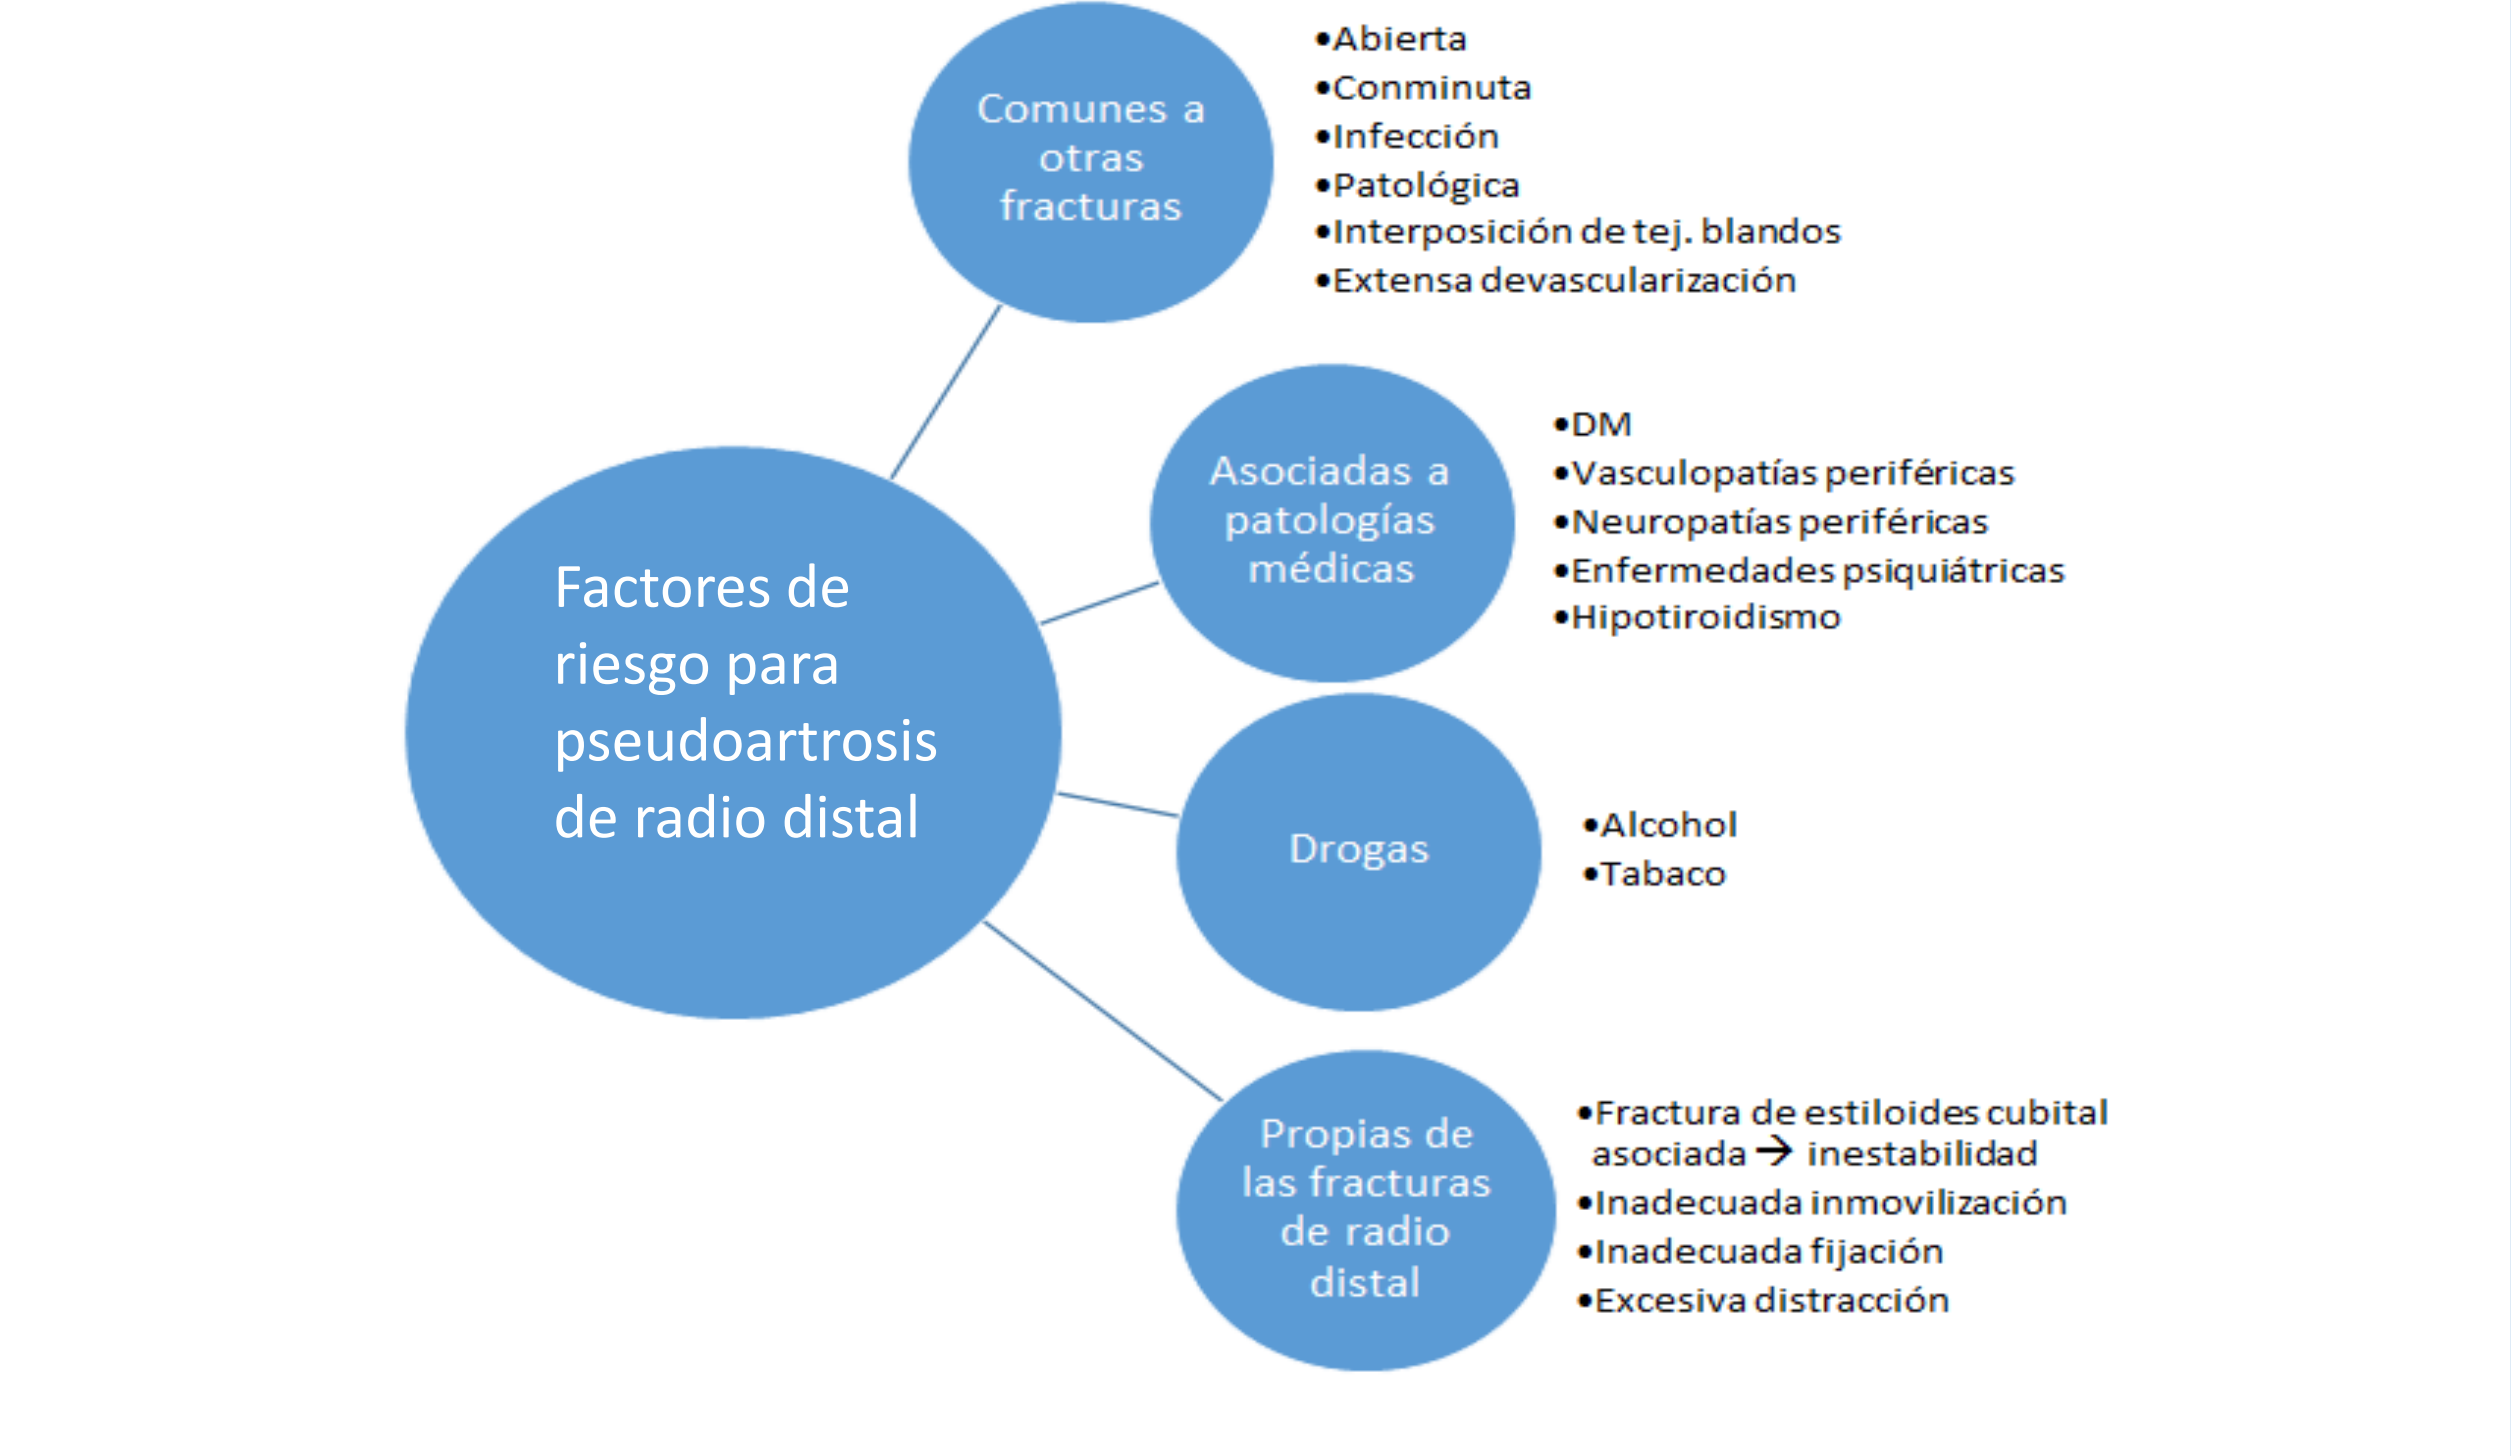 Factores de
riesgo para
pseudoartrosis
de radio distal
Comunes a
otras
fracturas
•Abierta
•Conminuta
•Infección
•Patológica
•Interposición de tej. blandos
•Extensa devascularización
Asociadas a
patologías
médicas
•DM
•Vasculopatías periféricas
•Neuropatías periféricas
•Enfermedades psiquiátricas
•Hipotiroidismo
Drogas
•Alcohol
•Tabaco
Propias de
las fracturas
de radio
distal
•Fractura de estiloides cubital
asociada → inestabilidad
•Inadecuada inmovilización
•Inadecuada fijación
•Excesiva distracción